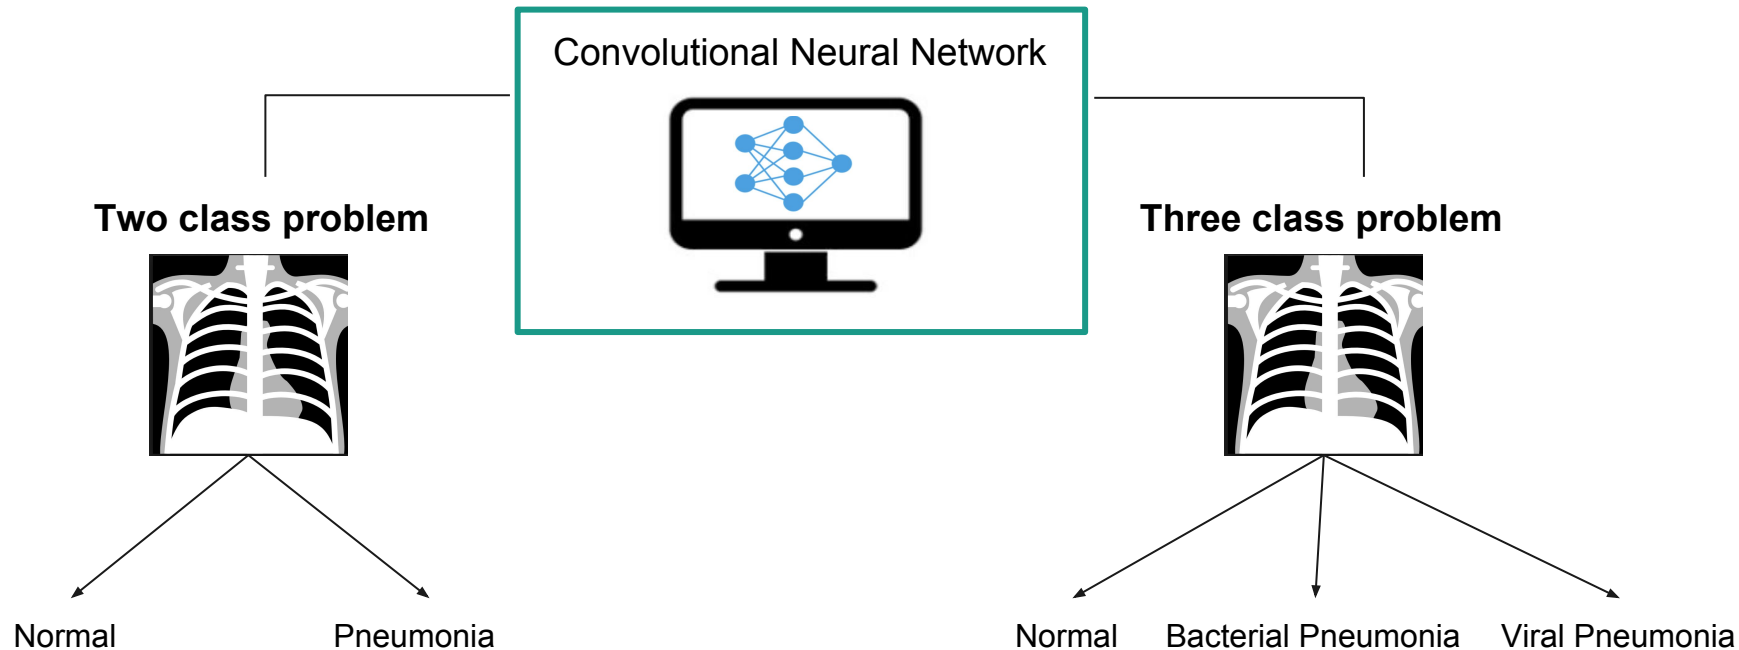 Convolutional Neural Network
Two class problem
Three class problem
Normal
Pneumonia
Normal
Bacterial Pneumonia
Viral Pneumonia